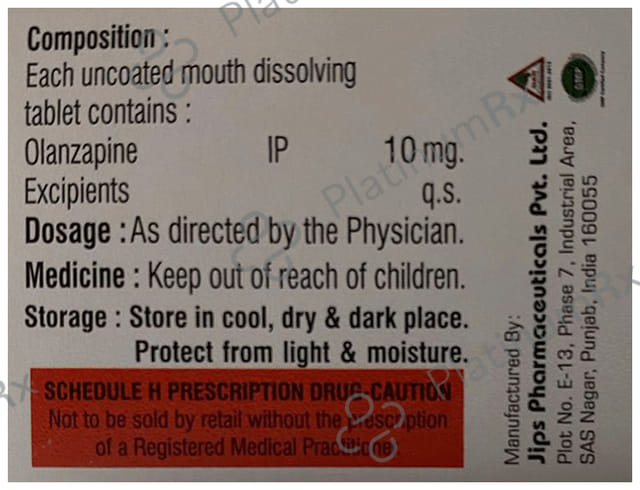 Composition :
Each uncoated mouth dissolving
tablet contains :
Olanzapine IP 10 mg.
Excipients q.s.
Dosage : As directed by the Physician.
Medicine : Keep out of reach of children.
Storage : Store in cool, dry & dark place.
Protect from light & moisture.
SCHEDULE H PRESCRIPTION DRUG-CAUTION
Not to be sold by retail without the prescription
of a Registered Medical Practitioner
Manufactured By:
Jips Pharmaceuticals Pvt. Ltd.
Plot No. E-13, Phase 7, Industrial Area,
SAS Nagar, Punjab, India 160055
GMP
PlatinumRx
PlatinumRx